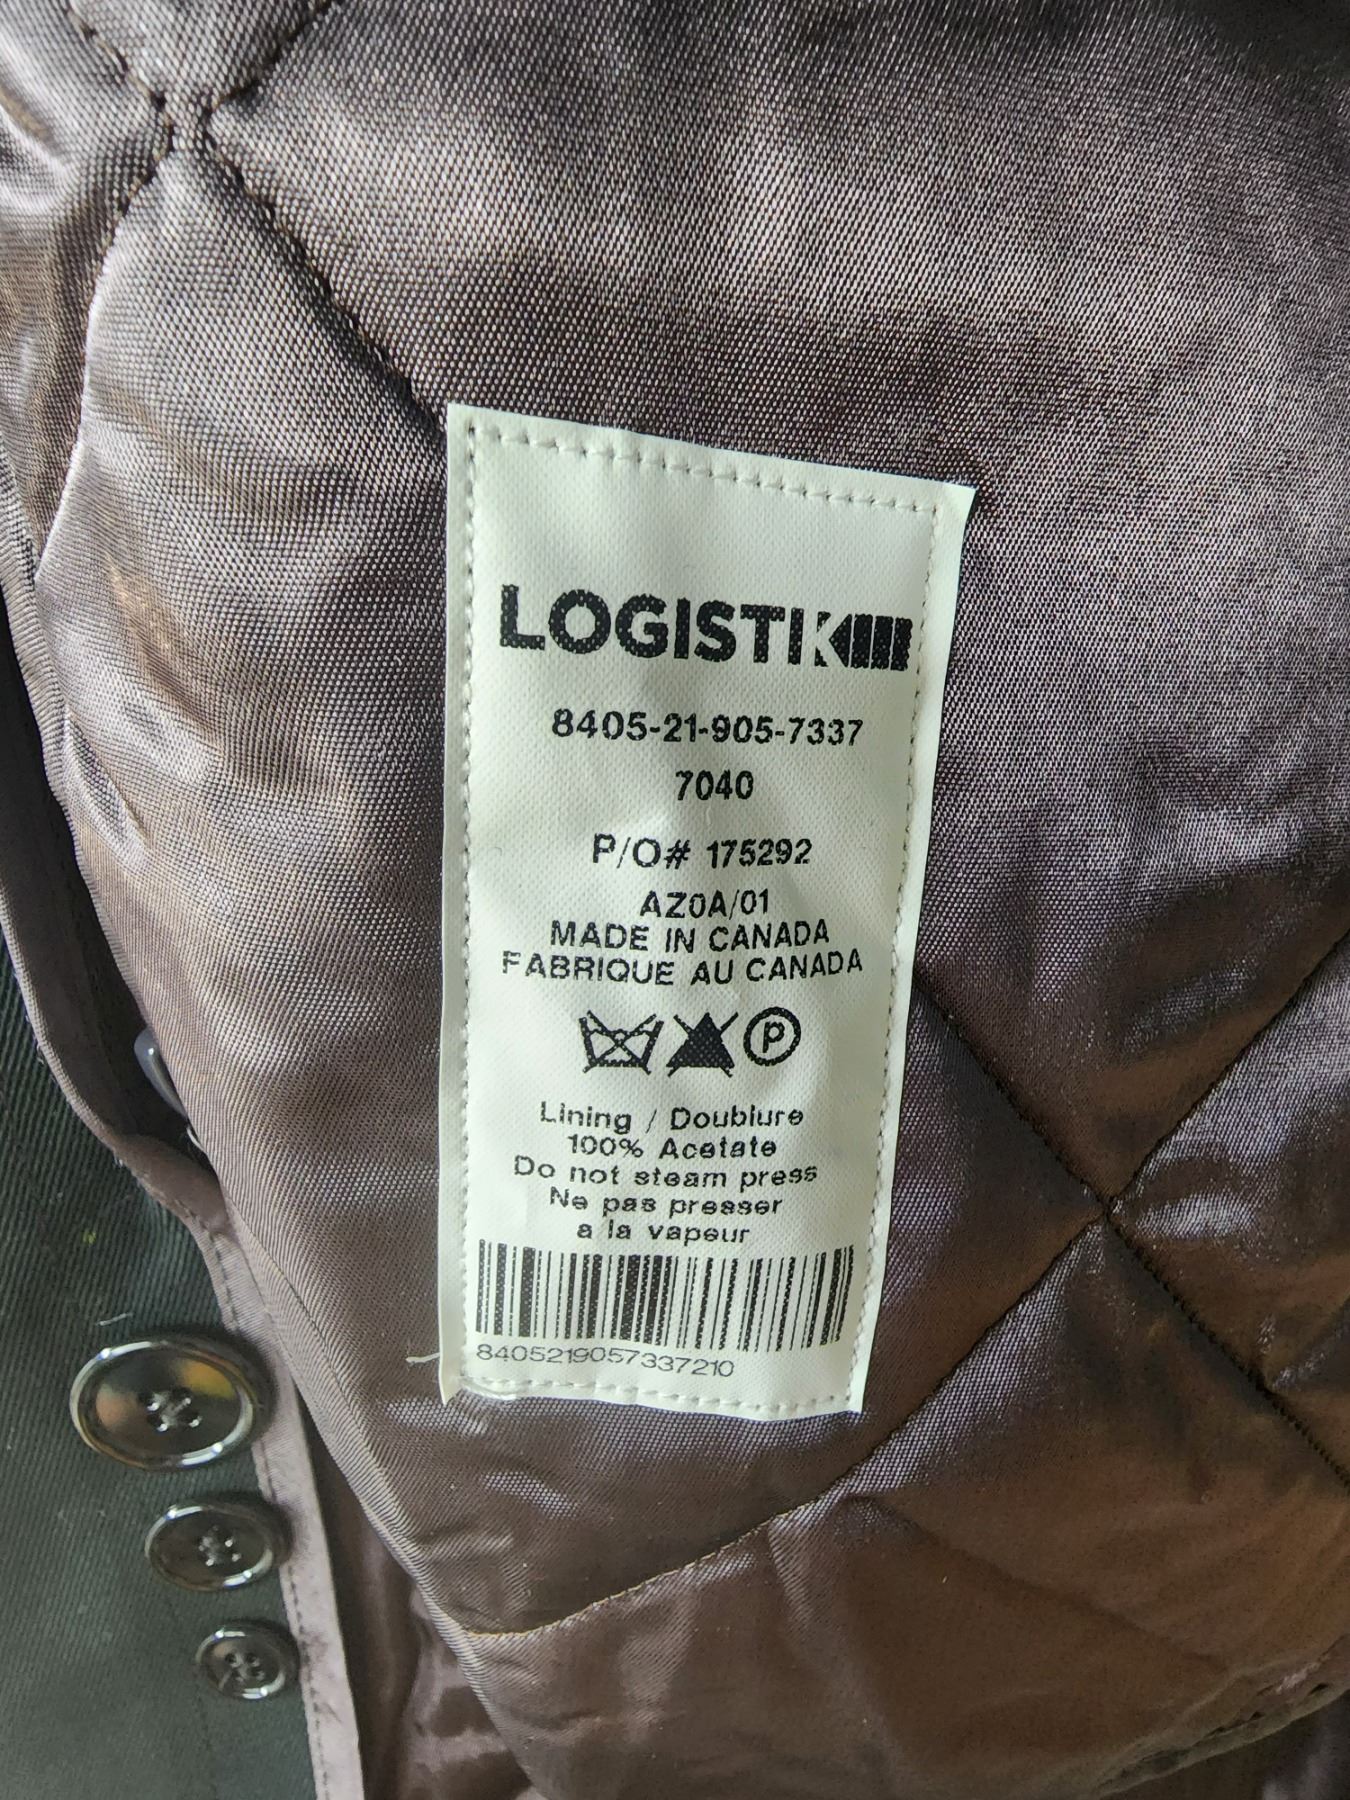 LOGISTIK
8405-21-905-7337
7040
P/O# 175292
AZ0A/01
MADE IN CANADA
FABRIQUE AU CANADA
P
Lining / Doublure
100% Acetate
Do not steam press
Ne pas presser
a la vapeur
8405219057337210